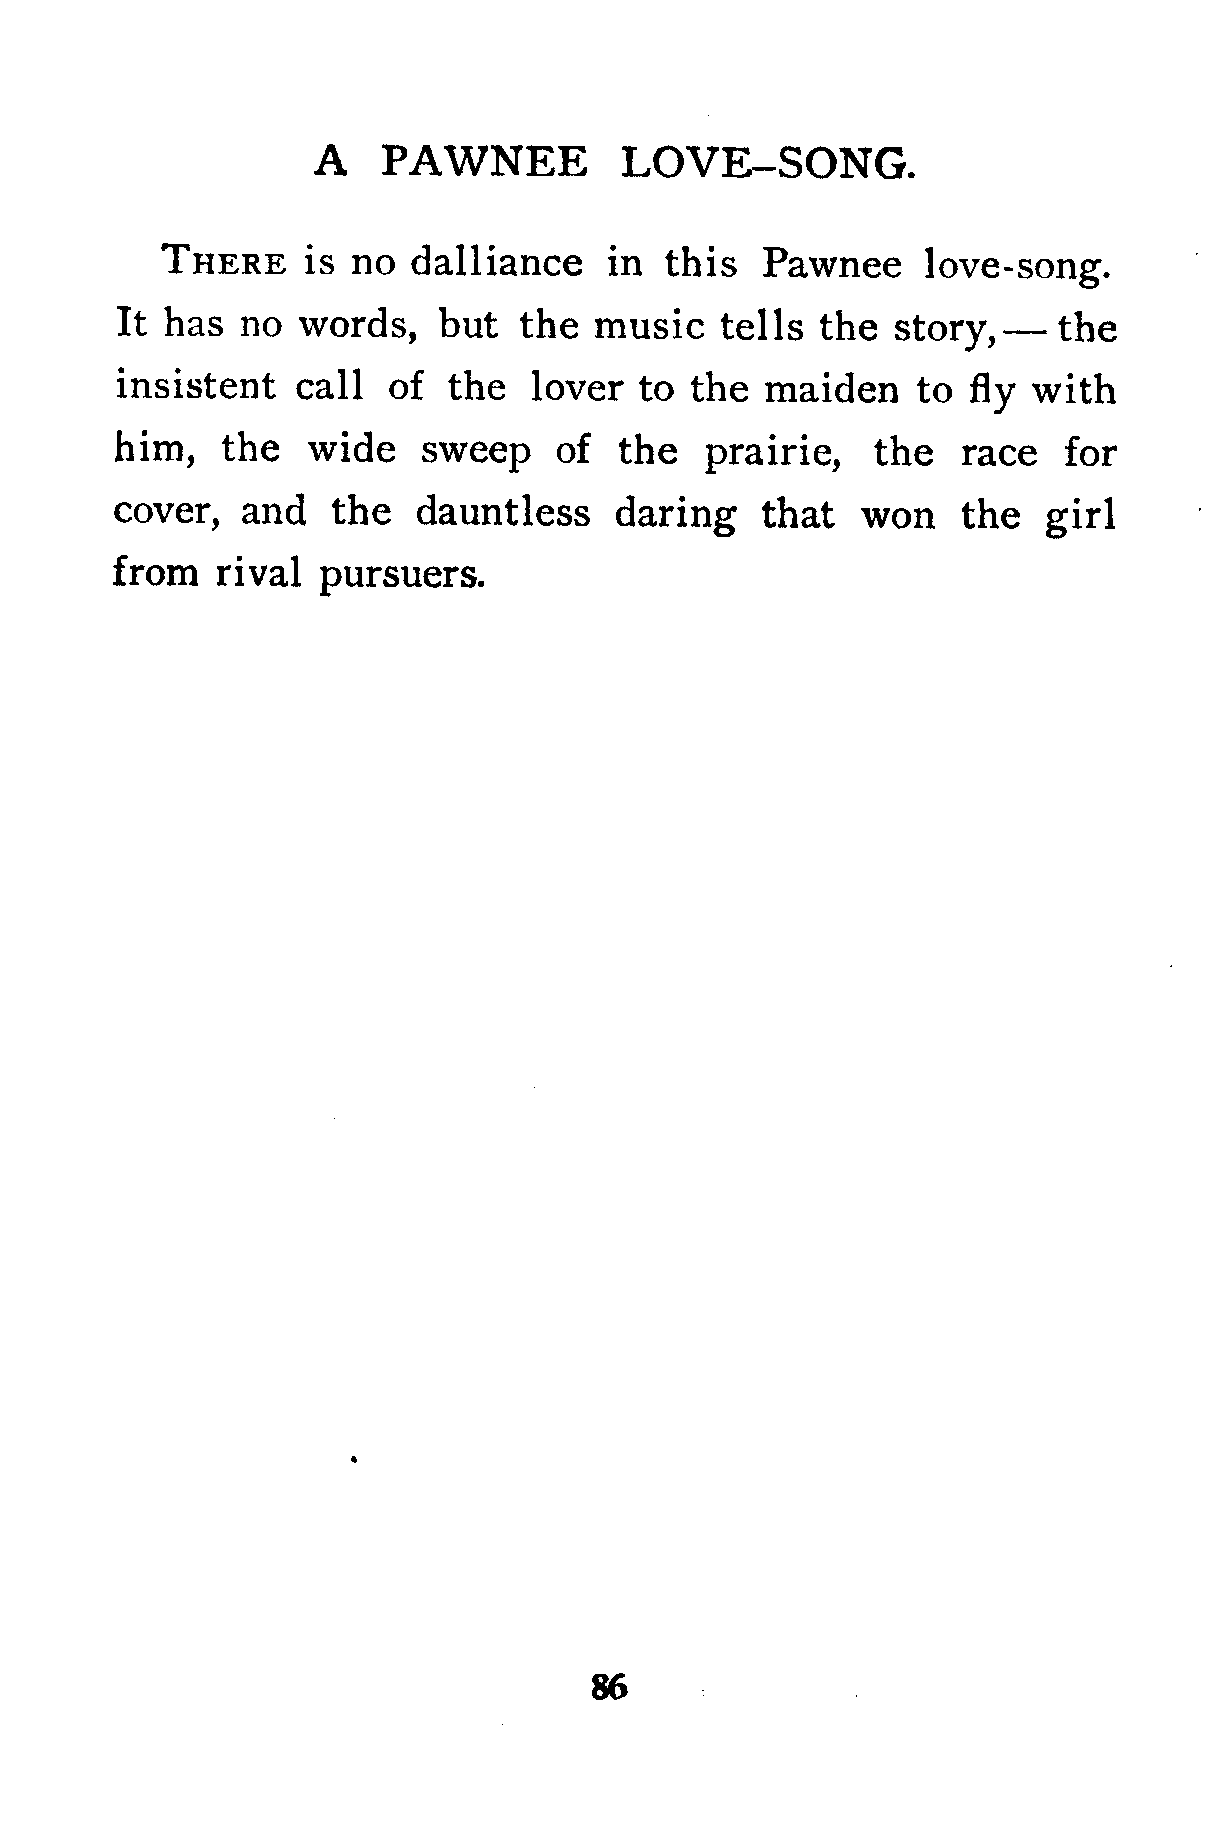 A PAWNEE LOVE-SONG.
THERE is no dalliance in this Pawnee love-song.
It has no words, but the music tells the story,— the
insistent call of the lover to the maiden to fly with
him, the wide sweep of the prairie, the race for
cover, and the dauntless daring that won the girl
from rival pursuers.
86